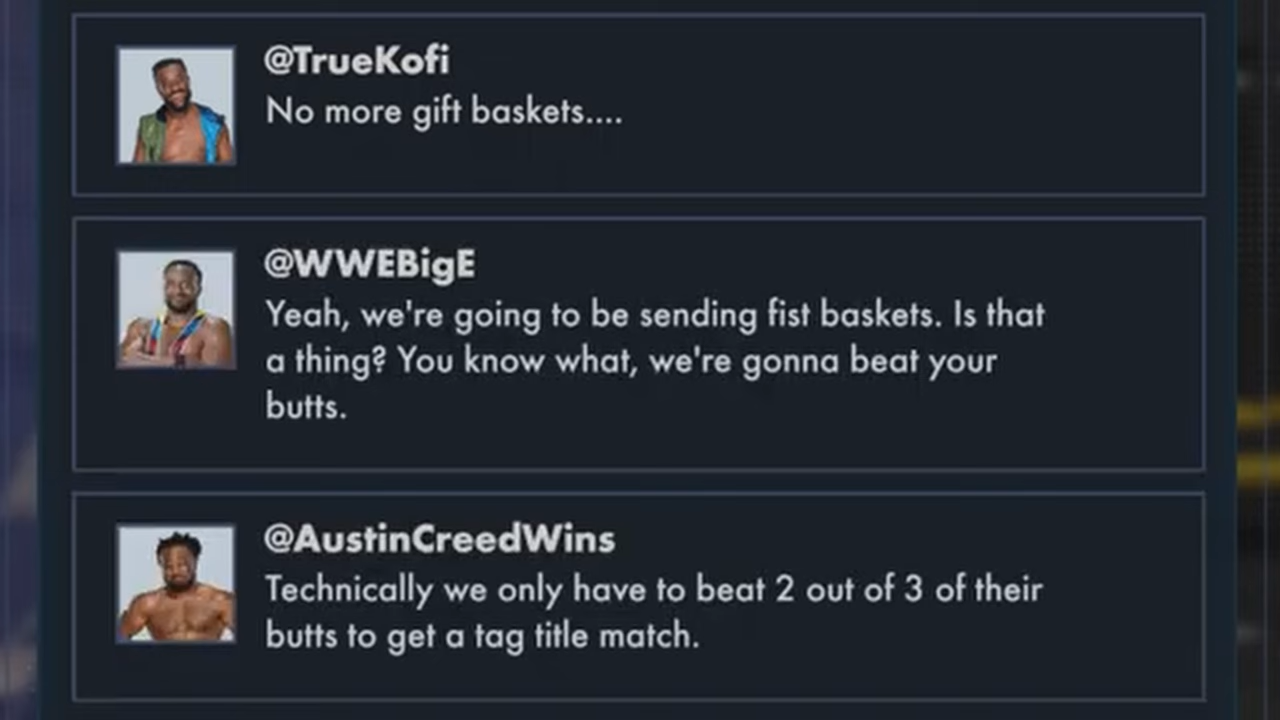 @TrueKofi
No more gift baskets....
@WWEBigE
Yeah, we're going to be sending fist baskets. Is that
a thing? You know what, we're gonna beat your
butts.
@AustinCreedWins
Technically we only have to beat 2 out of 3 of their
butts to get a tag title match.